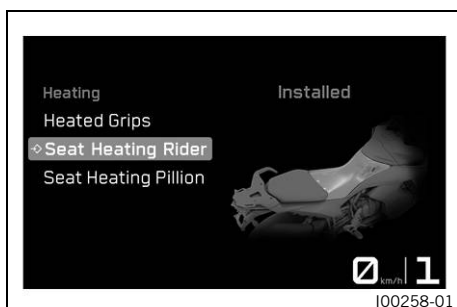 Heating
Installed
Heated Grips
Seat Heating Rider
Seat Heating Pillion
0 km/h 1
I00258-01